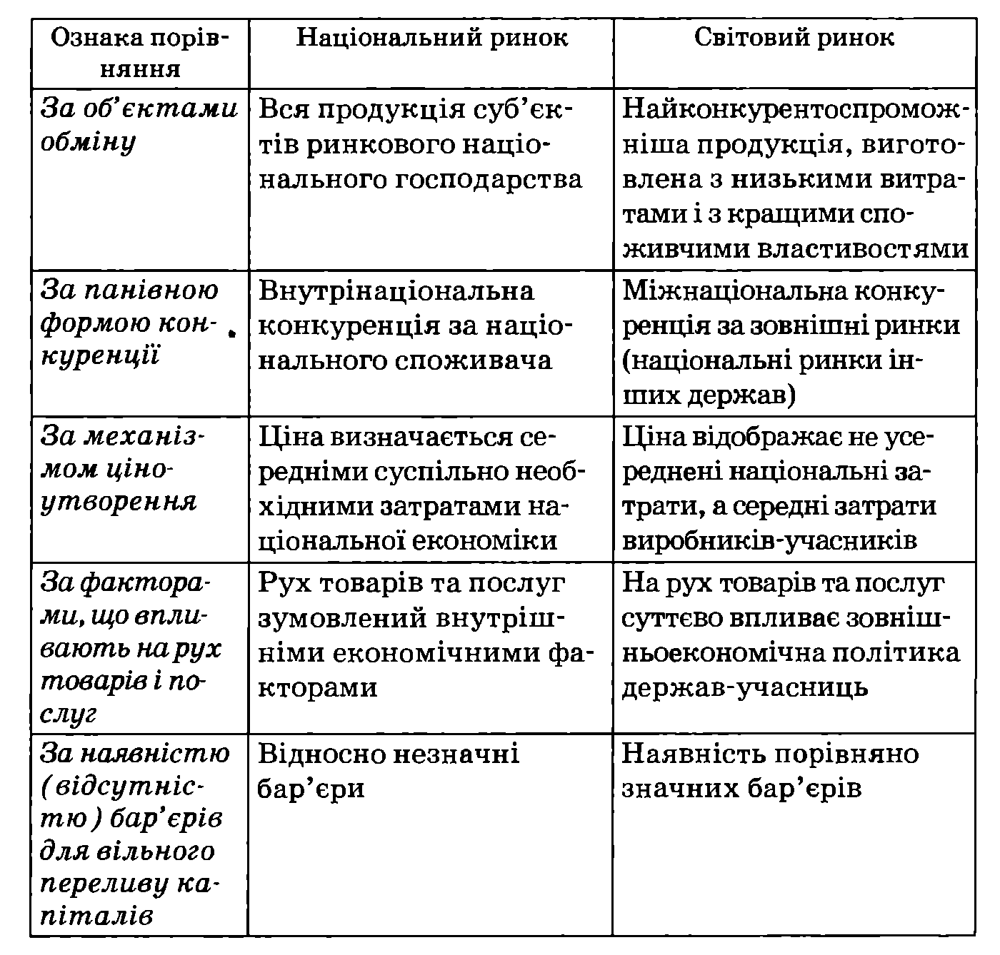 Ознака порів-
няння
Національний ринок
Світовий ринок
За об’єктами
обміну
Вся продукція суб’єк-
тів ринкового націо-
нального господарства
Найконкурентоспромож-
ніша продукція, вигото-
влена з низькими витра-
тами і з кращими спо-
живчими властивостями
За панівною
формою кон-
куренції
Внутрінаціональна
конкуренція за націо-
нального споживача
Міжнаціональна конку-
ренція за зовнішні ринки
(національні ринки ін-
ших держав)
За механіз-
мом ціно-
утворення
Ціна визначається се-
редніми суспільно необ-
хідними затратами на-
ціональної економіки
Ціна відображає не усе-
реднені національні за-
трати, а середні затрати
виробників-учасників
За фактора-
ми, що впли-
вають на рух
товарів і по-
слуг
Рух товарів та послуг
зумовлений внутріш-
німи економічними фа-
кторами
На рух товарів та послуг
суттєво впливає зовніш-
ньоекономічна політика
держав-учасниць
За наявністю
(відсутніс-
тю) бар’єрів
для вільного
переливу ка-
піталів
Відносно незначні
бар’єри
Наявність порівняно
значних бар’єрів